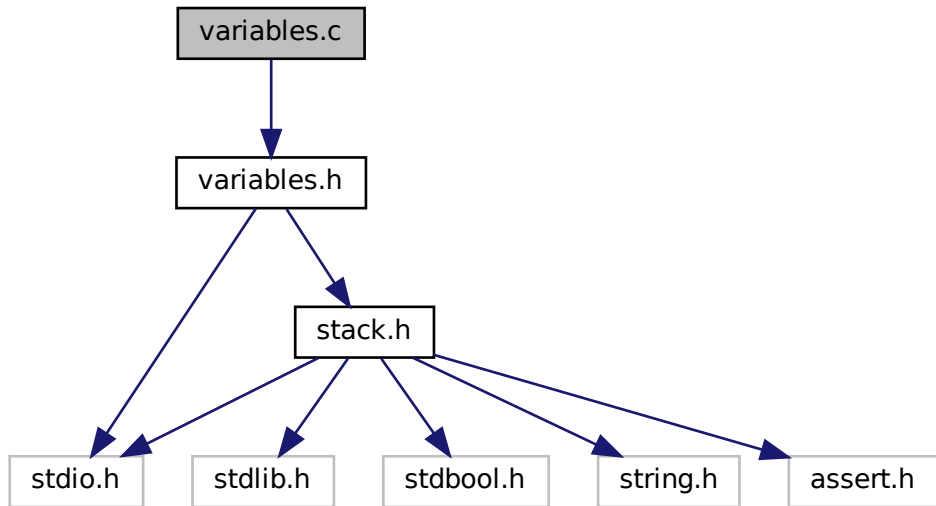 variables.c
variables.h
stack.h
stdio.h
stdlib.h
stdbool.h
string.h
assert.h